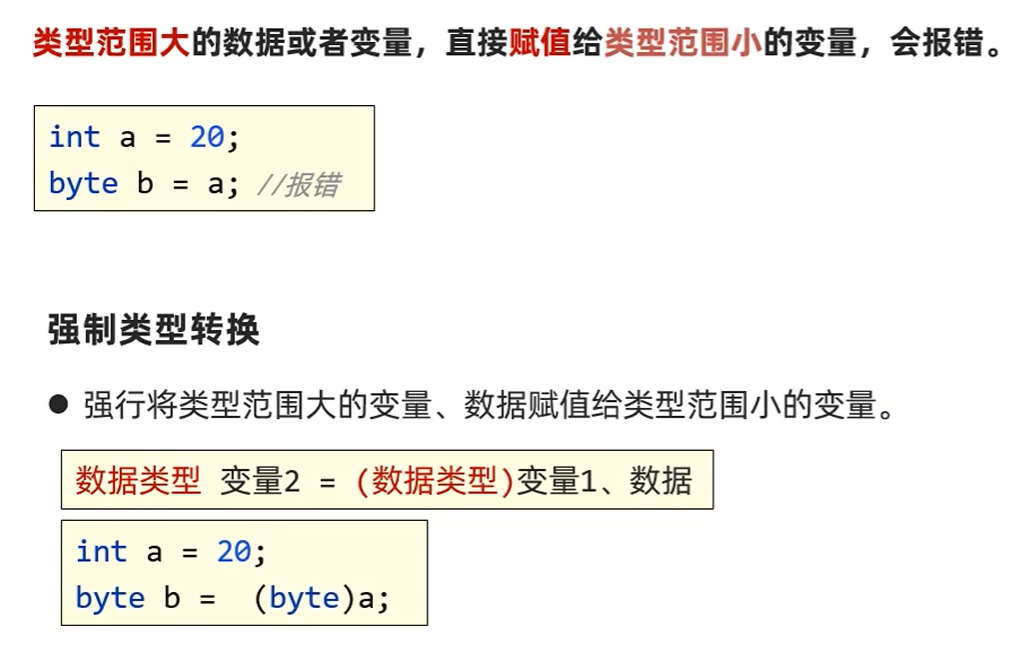 类型范围大的数据或者变量，直接赋值给类型范围小的变量，会报错。
int a = 20;
byte b = a; //报错
强制类型转换
● 强行将类型范围大的变量、数据赋值给类型范围小的变量。
数据类型 变量2 = (数据类型)变量1、数据
int a = 20;
byte b =  (byte)a;